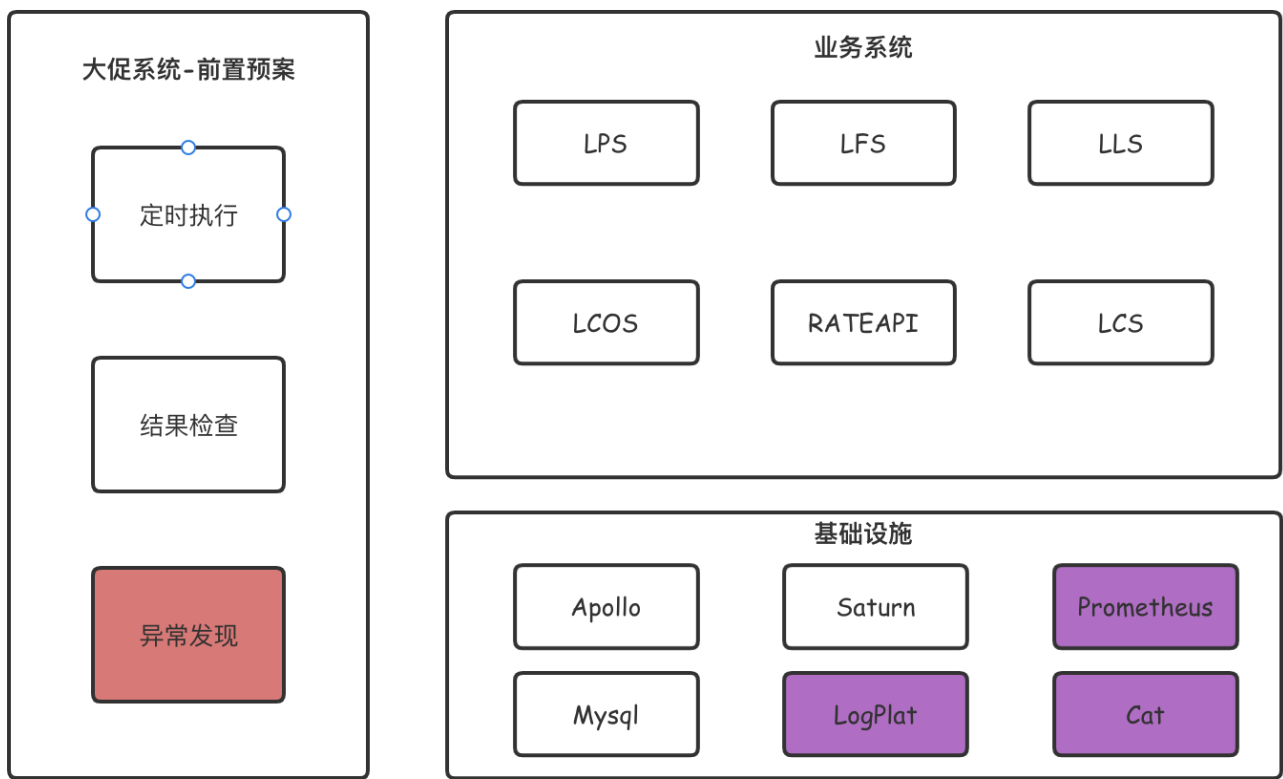 大促系统-前置预案
定时执行
结果检查
异常发现
业务系统
LPS
LFS
LLS
LCOS
RATEAPI
LCS
基础设施
Apollo
Saturn
Prometheus
Mysql
LogPlat
Cat